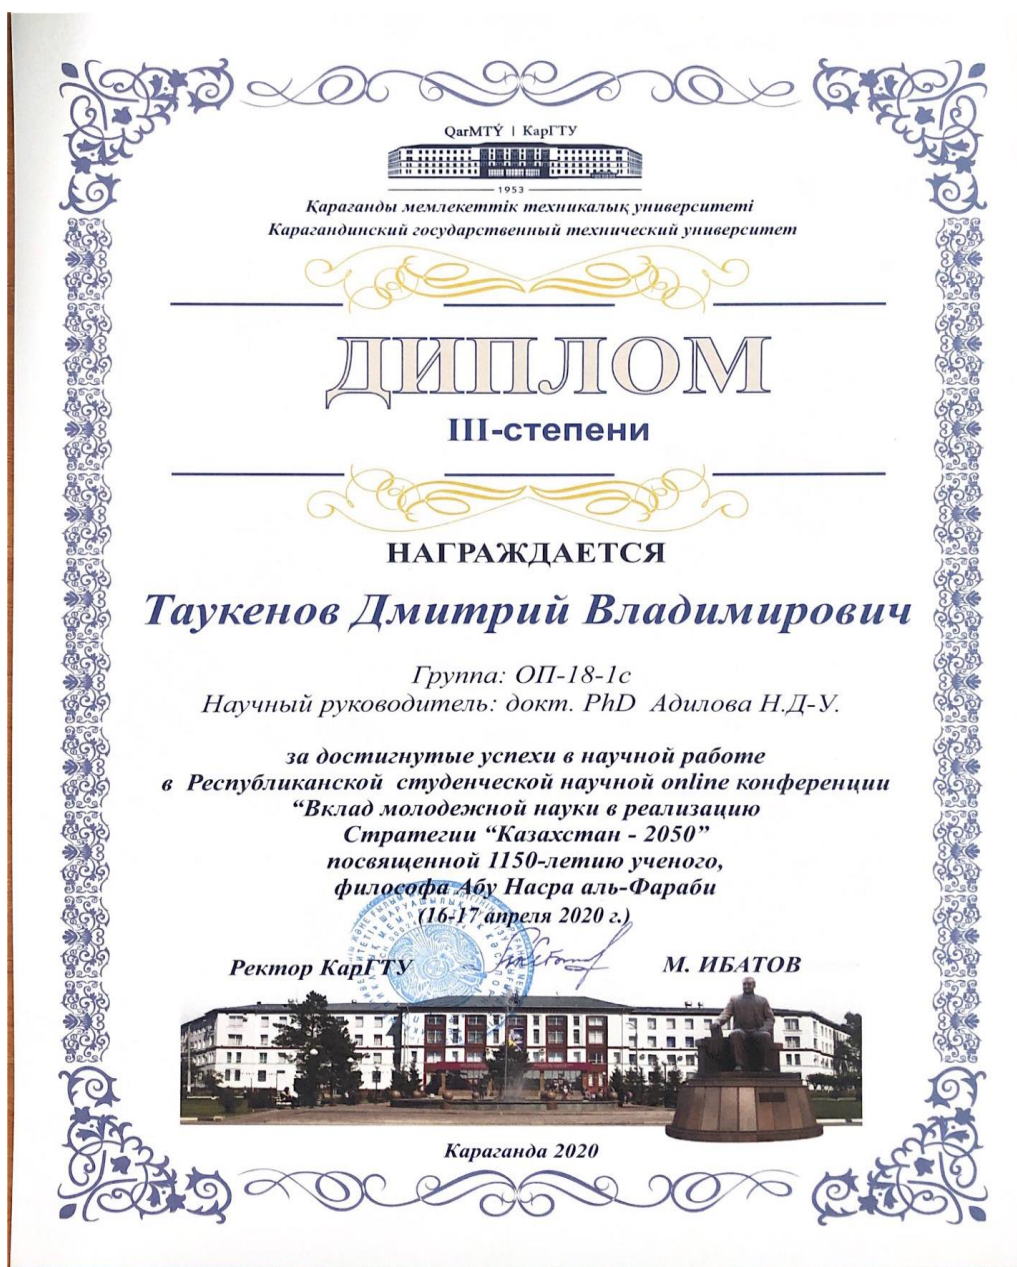 QarMTÝ | КарГТУ
1953
Қарағанды мемлекеттік техникалық университеті
Карагандинский государственный технический университет
ДИПЛОМ
III-степени
НАГРАЖДАЕТСЯ
Таукенов Дмитрий Владимирович
Группа: ОП-18-1с
Научный руководитель: докт. PhD Адилова Н.Д-У.
за достигнутые успехи в научной работе
в Республиканской студенческой научной online конференции
“Вклад молодежной науки в реализацию
Стратегии “Казахстан - 2050”
посвященной 1150-летию ученого,
философа Абу Насра аль-Фараби
(16-17 апреля 2020 г.)
Ректор КарГТУ М. ИБАТОВ
Караганда 2020